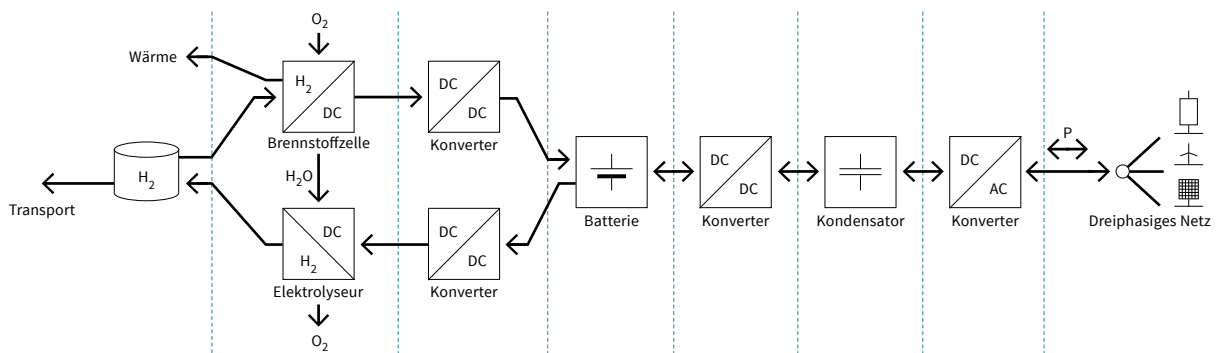 O2
Wärme
H2
DC
Brennstoffzelle
DC
DC
Konverter
H2
Transport
H2O
DC
H2
Elektrolyseur
O2
DC
DC
Konverter
Batterie
DC
DC
Konverter
Kondensator
DC
AC
Konverter
P
Dreiphasiges Netz